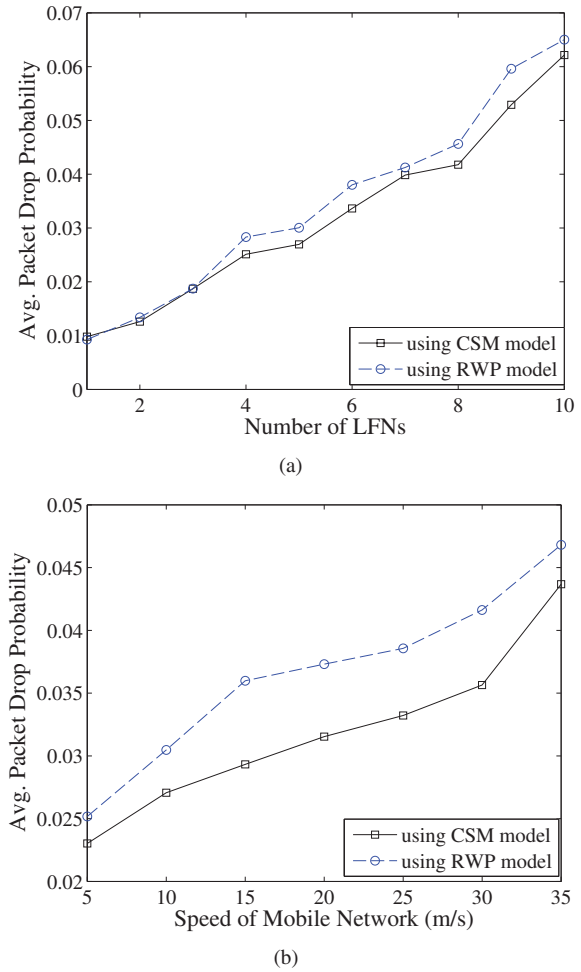 0.07
0.06
0.05
0.04
0.03
0.02
0.01
0
Avg. Packet Drop Probability
using CSM model
using RWP model
2
4
6
8
10
Number of LFNs
(a)
0.05
0.045
0.04
0.035
0.03
0.025
0.02
Avg. Packet Drop Probability
using CSM model
using RWP model
5
10
15
20
25
30
35
Speed of Mobile Network (m/s)
(b)